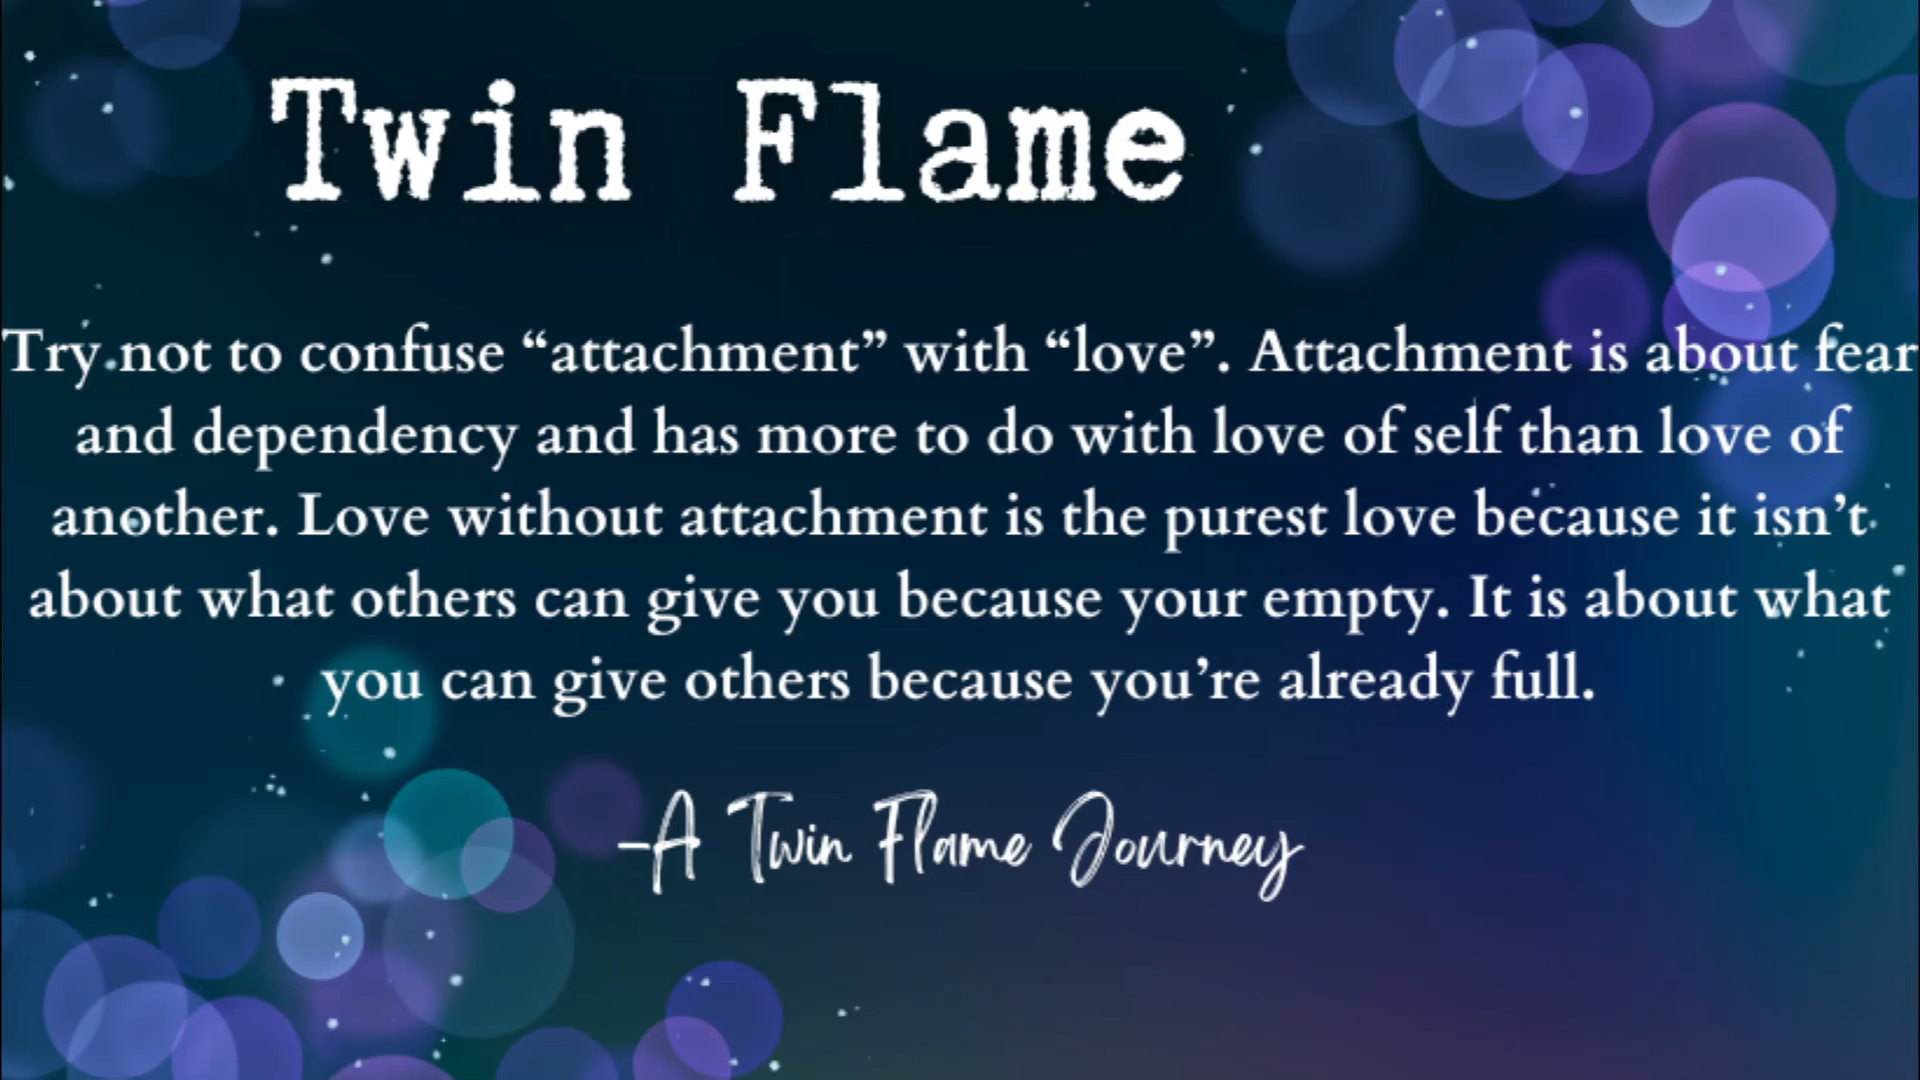 Twin Flame
Try not to confuse “attachment” with “love”. Attachment is about fear
and dependency and has more to do with love of self than love of
another. Love without attachment is the purest love because it isn’t
about what others can give you because your empty. It is about what
you can give others because you’re already full.
-A Twin Flame Journey